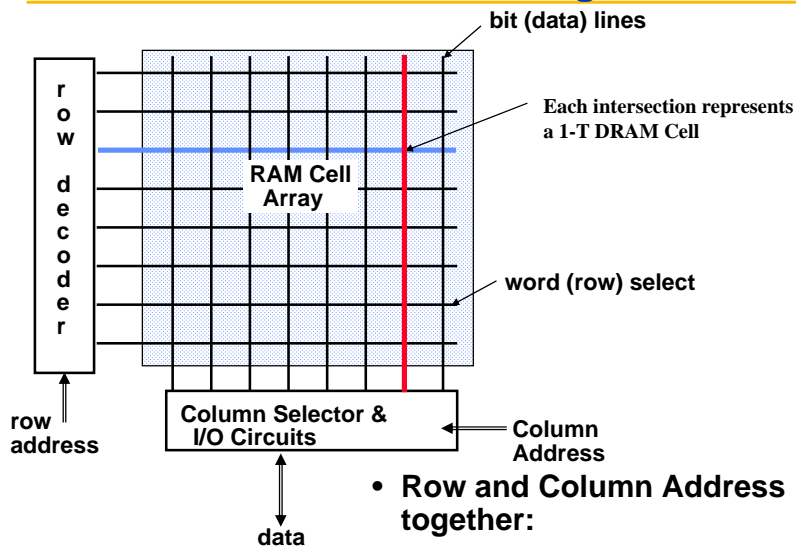 bit (data) lines
r
o
w
d
e
c
o
d
e
r
Each intersection represents
a 1-T DRAM Cell
RAM Cell
Array
word (row) select
row
address
Column Selector &
I/O Circuits
Column
Address
data
• Row and Column Address
together: